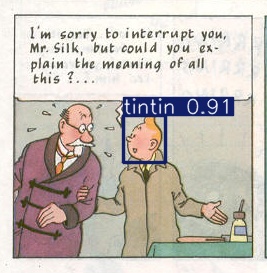 I'm sorry to interrupt you,
Mr. Silk, but could you ex-
plain the meaning of all
this ?...
tintin 0.91